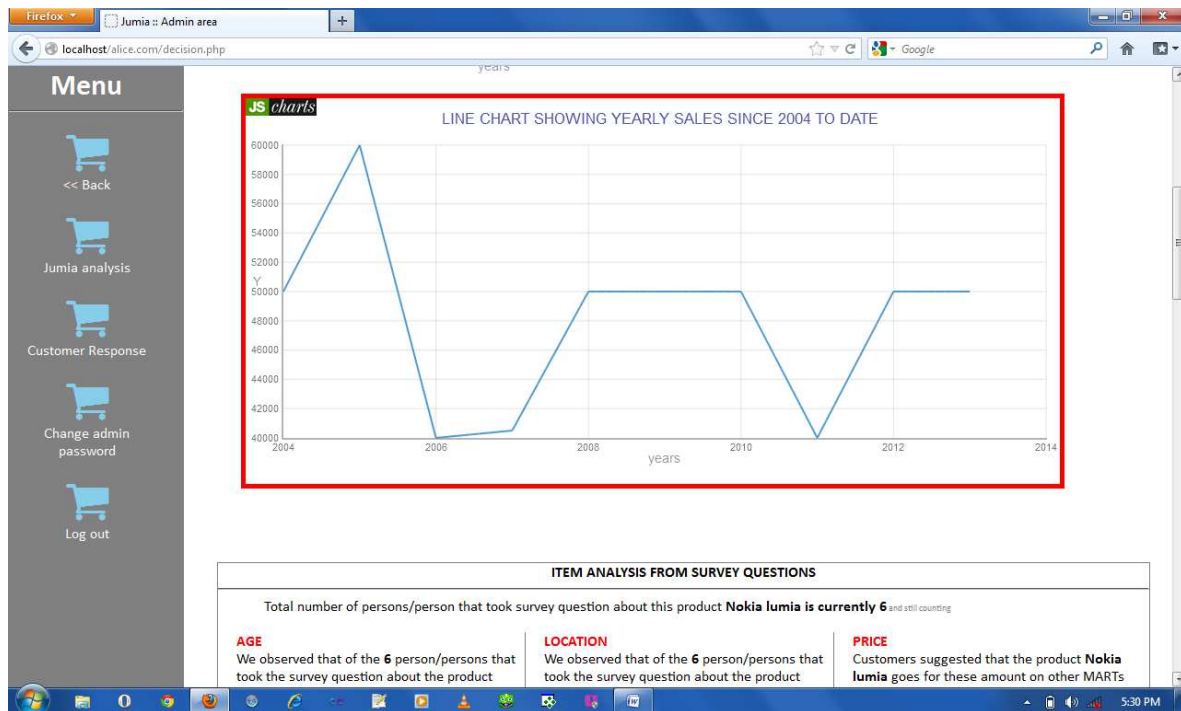 Firefox
Jumia :: Admin area
+
localhost/alice.com/decision.php
Google
Menu
<< Back
Jumia analysis
Customer Response
Change admin
password
Log out
years
JS charts
LINE CHART SHOWING YEARLY SALES SINCE 2004 TO DATE
60000
58000
56000
54000
52000
Y
50000
48000
46000
44000
42000
40000
2004
2006
2008
2010
2012
2014
years
ITEM ANALYSIS FROM SURVEY QUESTIONS
Total number of persons/person that took survey question about this product Nokia lumia is currently 6 and still counting
AGE
We observed that of the 6 person/persons that
took the survey question about the product
LOCATION
We observed that of the 6 person/persons that
took the survey question about the product
PRICE
Customers suggested that the product Nokia
lumia goes for these amount on other MARTs
5:30 PM